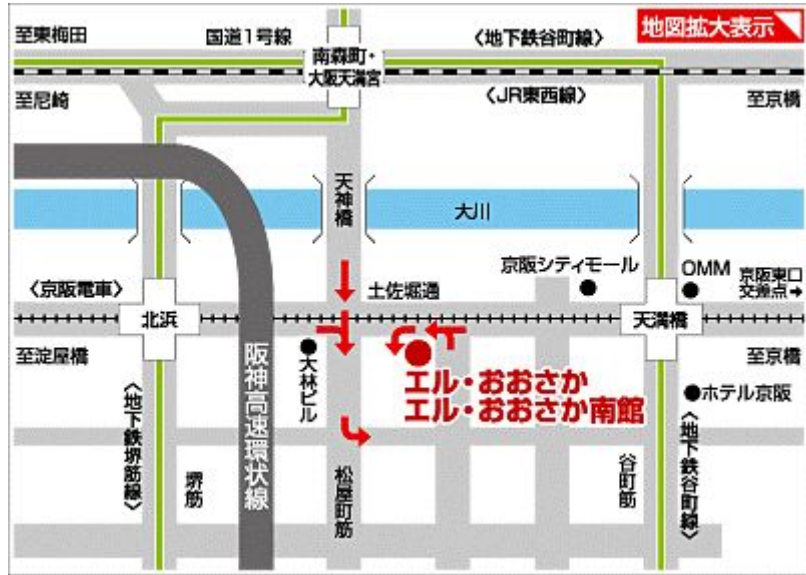 地図拡大表示
至東梅田
国道1号線
〈地下鉄谷町線〉
南森町・
大阪天満宮
至尼崎
〈JR東西線〉
至京橋
天神橋
大川
京阪シティモール
OMM
京阪東口
交差点→
〈京阪電車〉
土佐堀通
北浜
天満橋
至淀屋橋
大林ビル
至京橋
エル・おおさか
エル・おおさか南館
ホテル京阪
阪神高速環状線
〈地下鉄堺筋線〉
堺筋
松屋町筋
谷町筋
〈地下鉄谷町線〉